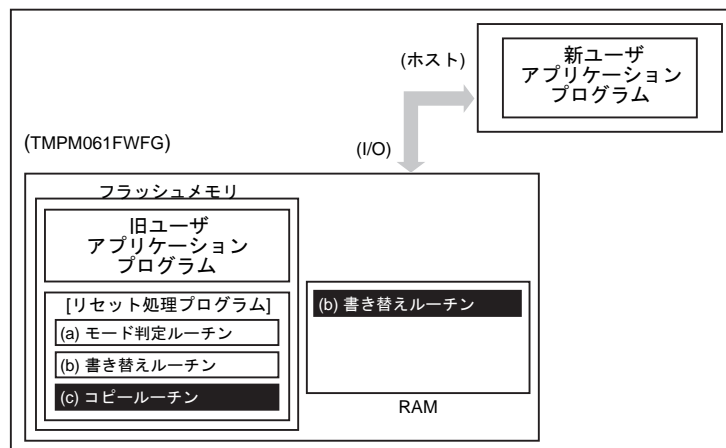 (ホスト)
新ユーザ
アプリケーション
プログラム
(TMPM061FWFG)
(I/O)
フラッシュメモリ
旧ユーザ
アプリケーション
プログラム
[リセット処理プログラム]
(a) モード判定ルーチン
(b) 書き替えルーチン
(c) コピールーチン
(b) 書き替えルーチン
RAM